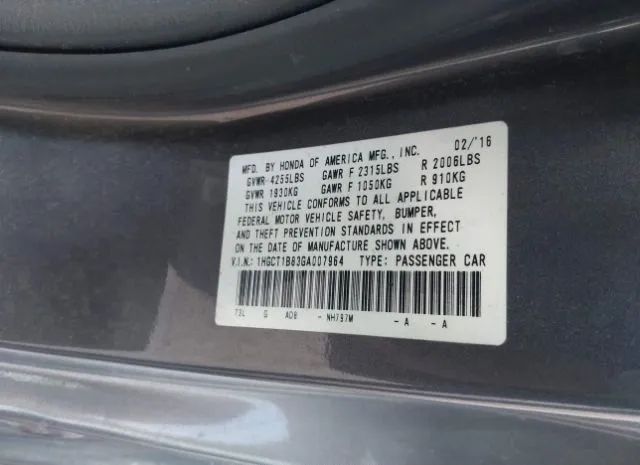 MFD. BY HONDA OF AMERICA MFG., INC. 02/'16
GVWR 4255LBS GAWR F 2315LBS R 2006LBS
GVWR 1930KG GAWR F 1050KG R 910KG
THIS VEHICLE CONFORMS TO ALL APPLICABLE
FEDERAL MOTOR VEHICLE SAFETY, BUMPER,
AND THEFT PREVENTION STANDARDS IN EFFECT
ON THE DATE OF MANUFACTURE SHOWN ABOVE.
V.I.N.: 1HGCT1B83GA007964 TYPE: PASSENGER CAR
T3L G AOB - NH797M - A - A